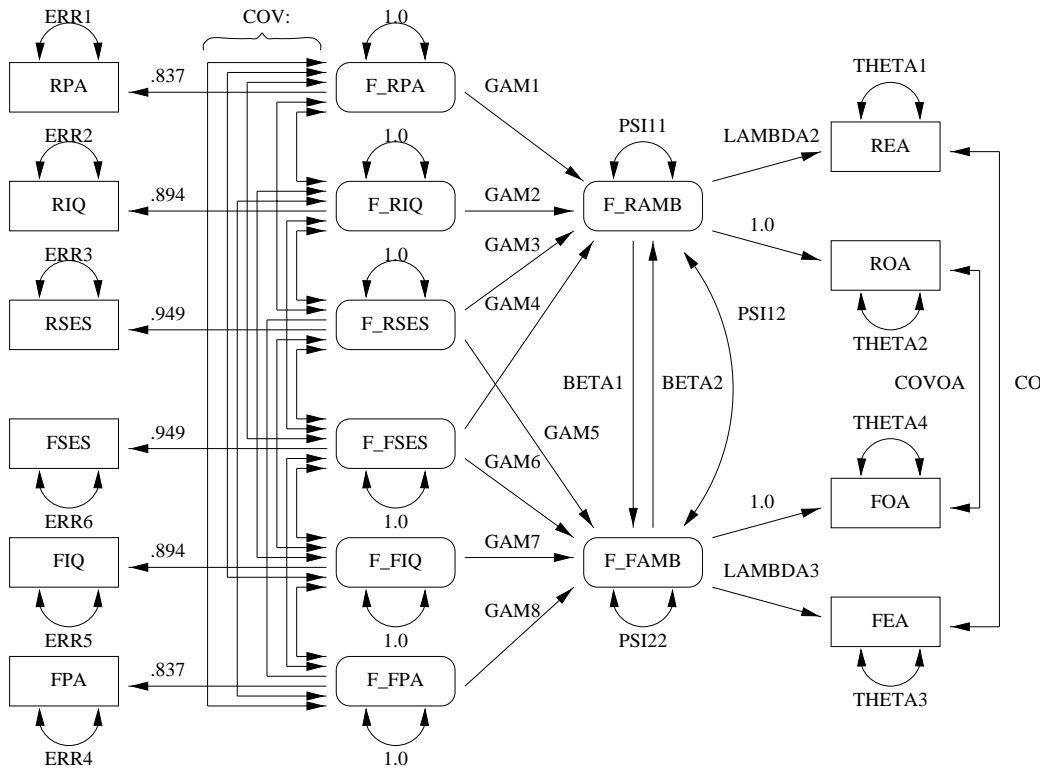 ERR1
COV:
1.0
RPA
.837
F_RPA
GAM1
THETA1
REA
ERR2
1.0
PSI11
LAMBDA2
RIQ
.894
F_RIQ
GAM2
F_RAMB
1.0
ERR3
1.0
GAM3
ROA
RSES
.949
F_RSES
GAM4
PSI12
THETA2
BETA1
BETA2
COVOA
CO
FSES
.949
F_FSES
GAM5
THETA4
GAM6
FOA
ERR6
1.0
1.0
FIQ
.894
F_FIQ
GAM7
F_FAMB
LAMBDA3
ERR5
1.0
GAM8
PSI22
FEA
FPA
.837
F_FPA
THETA3
ERR4
1.0